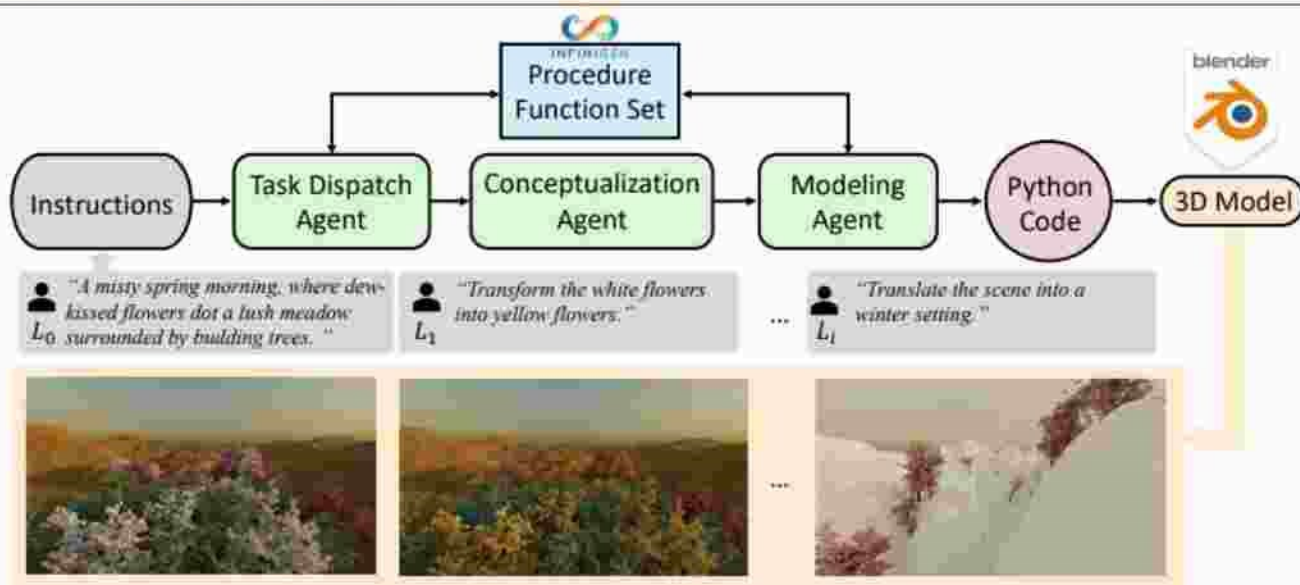 INFINIGEN
Procedure
Function Set
blender
Instructions
Task Dispatch
Agent
Conceptualization
Agent
Modeling
Agent
Python
Code
3D Model
"A misty spring morning, where dew-
kissed flowers dot a lush meadow
surrounded by budding trees. "
L0
"Transform the white flowers
into yellow flowers."
L1
...
"Translate the scene into a
winter setting."
Li
...